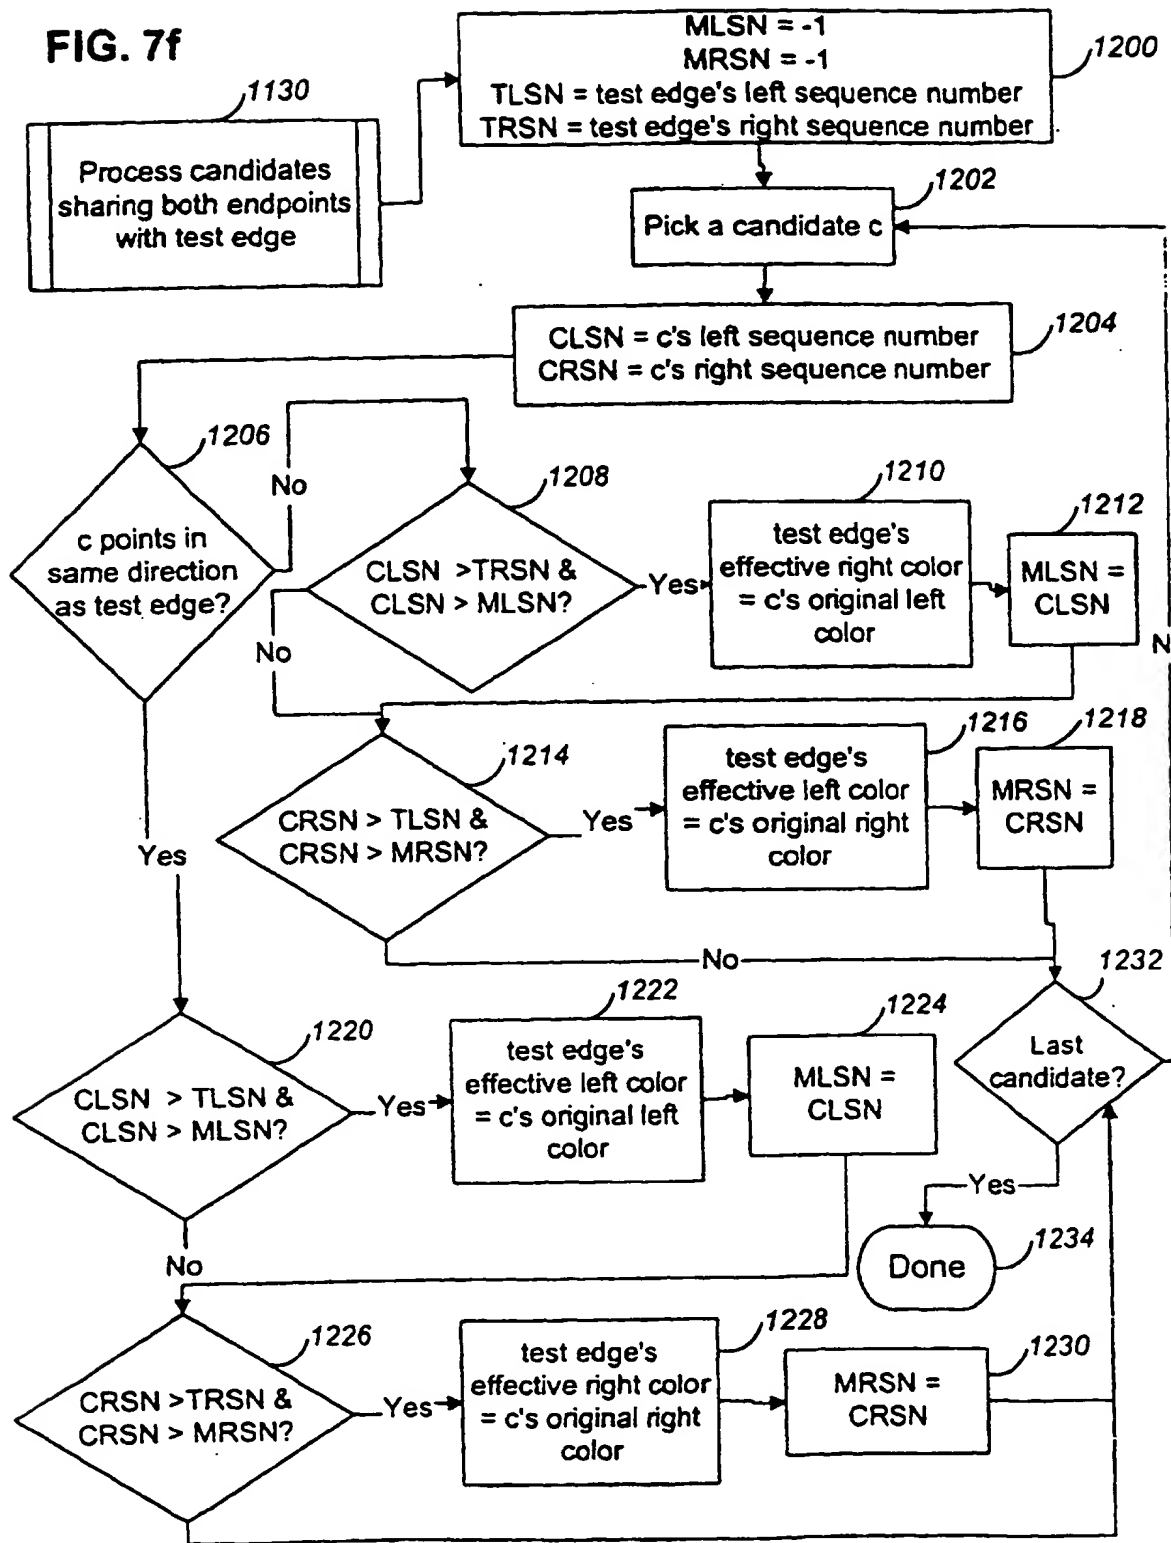 FIG. 7f
1130
Process candidates
sharing both endpoints
with test edge
MLSN = -1
MRSN = -1
TLSN = test edge's left sequence number
TRSN = test edge's right sequence number
1200
1202
Pick a candidate c
CLSN = c's left sequence number
CRSN = c's right sequence number
1204
1206
c points in
same direction
as test edge?
No
Yes
1208
CLSN >TRSN &
CLSN > MLSN?
Yes
No
1210
test edge's
effective right color
= c's original left
color
1212
MLSN =
CLSN
N
1214
CRSN > TLSN &
CRSN > MRSN?
Yes
No
1216
test edge's
effective left color
= c's original right
color
1218
MRSN =
CRSN
1220
CLSN > TLSN &
CLSN > MLSN?
Yes
No
1222
test edge's
effective left color
= c's original left
color
1224
MLSN =
CLSN
1232
Last
candidate?
Yes
Done
1234
1226
CRSN >TRSN &
CRSN > MRSN?
Yes
1228
test edge's
effective right color
= c's original right
color
1230
MRSN =
CRSN